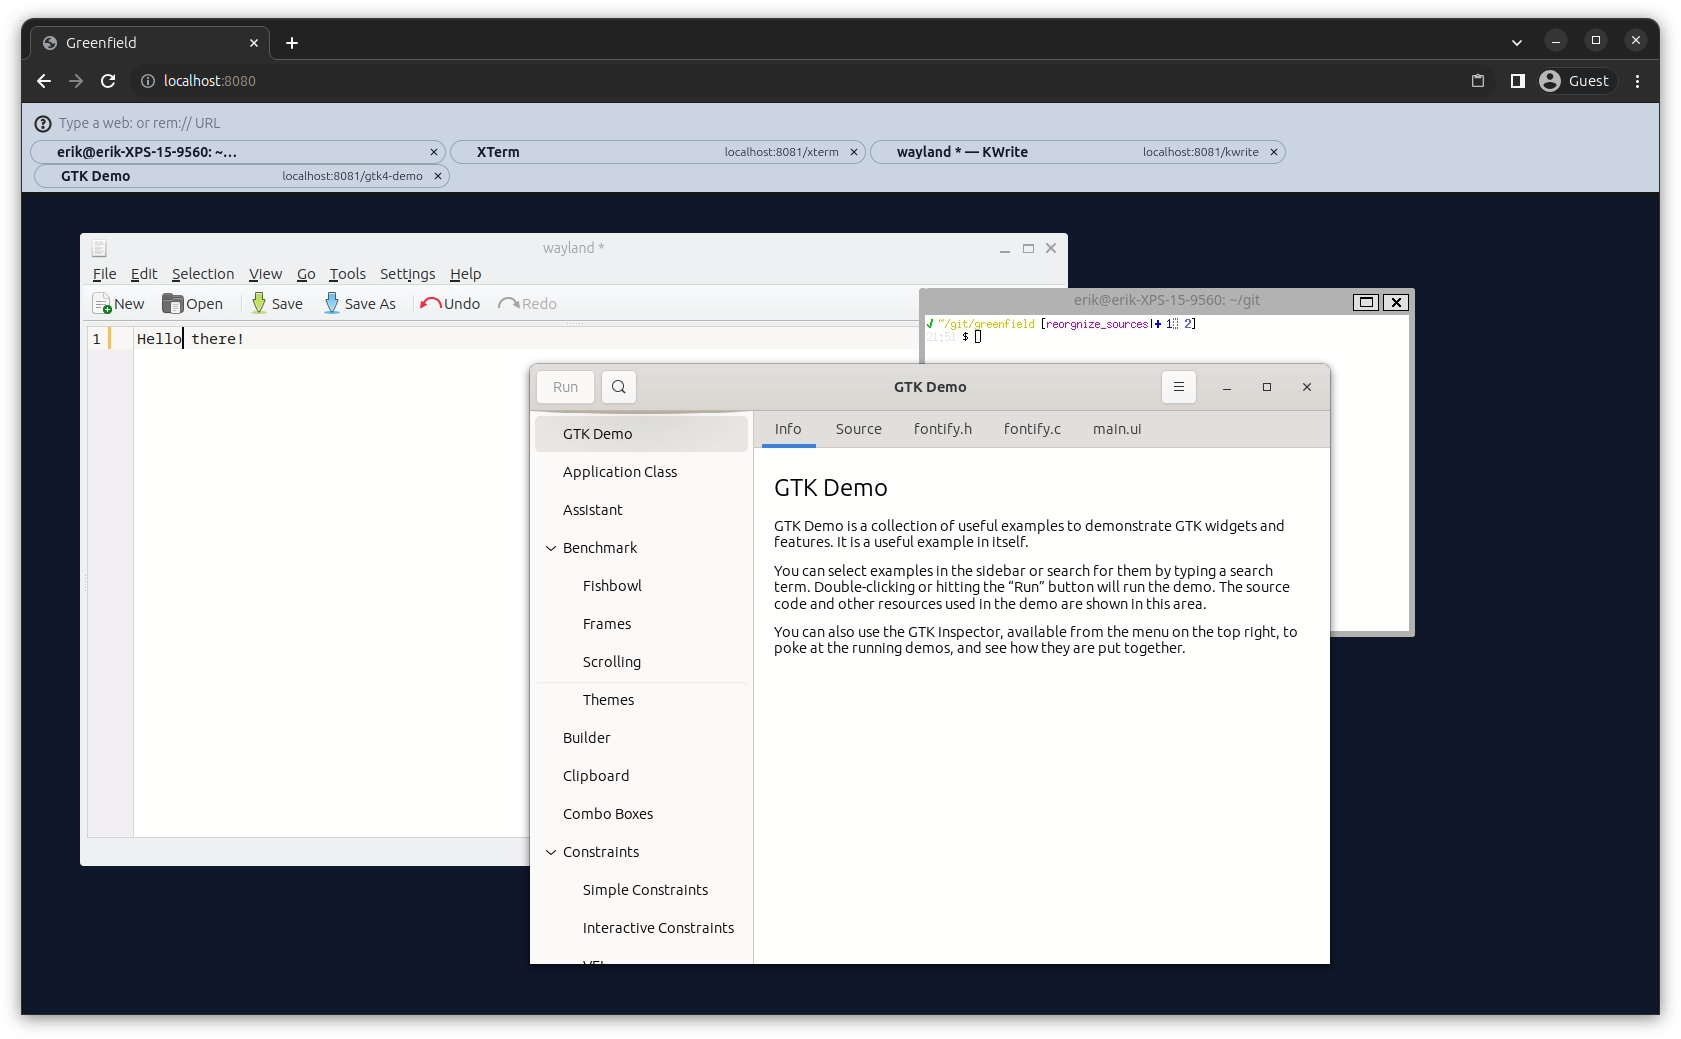 Greenfield
localhost:8080
Guest
Type a web: or rem:// URL
erik@erik-XPS-15-9560: ~...
XTerm localhost:8081/xterm
wayland * — KWrite localhost:8081/kwrite
GTK Demo localhost:8081/gtk4-demo
wayland *
File Edit Selection View Go Tools Settings Help
New Open Save Save As Undo Redo
1 Hello there!
erik@erik-XPS-15-9560: ~/git
~/git/greenfield [reorgnize_sources|✚ 1 2]
21:51 $
Run
GTK Demo
GTK Demo
Application Class
Assistant
Benchmark
Fishbowl
Frames
Scrolling
Themes
Builder
Clipboard
Combo Boxes
Constraints
Simple Constraints
Interactive Constraints
Info Source fontify.h fontify.c main.ui
GTK Demo
GTK Demo is a collection of useful examples to demonstrate GTK widgets and
features. It is a useful example in itself.
You can select examples in the sidebar or search for them by typing a search
term. Double-clicking or hitting the “Run” button will run the demo. The source
code and other resources used in the demo are shown in this area.
You can also use the GTK Inspector, available from the menu on the top right, to
poke at the running demos, and see how they are put together.